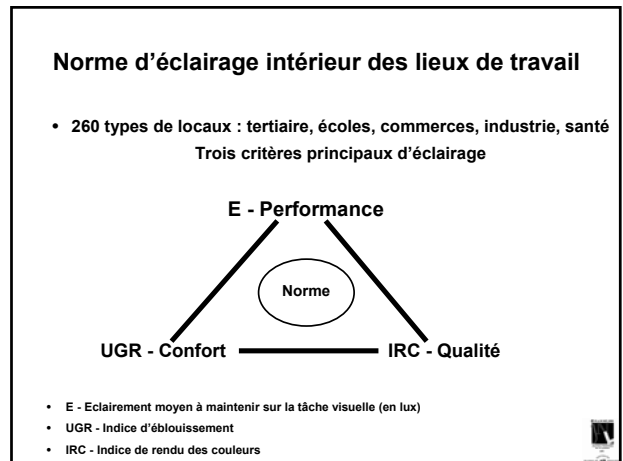 Norme d'éclairage intérieur des lieux de travail
• 260 types de locaux : tertiaire, écoles, commerces, industrie, santé
Trois critères principaux d'éclairage
E - Performance
Norme
UGR - Confort
IRC - Qualité
• E - Eclairement moyen à maintenir sur la tâche visuelle (en lux)
• UGR - Indice d'éblouissement
• IRC - Indice de rendu des couleurs